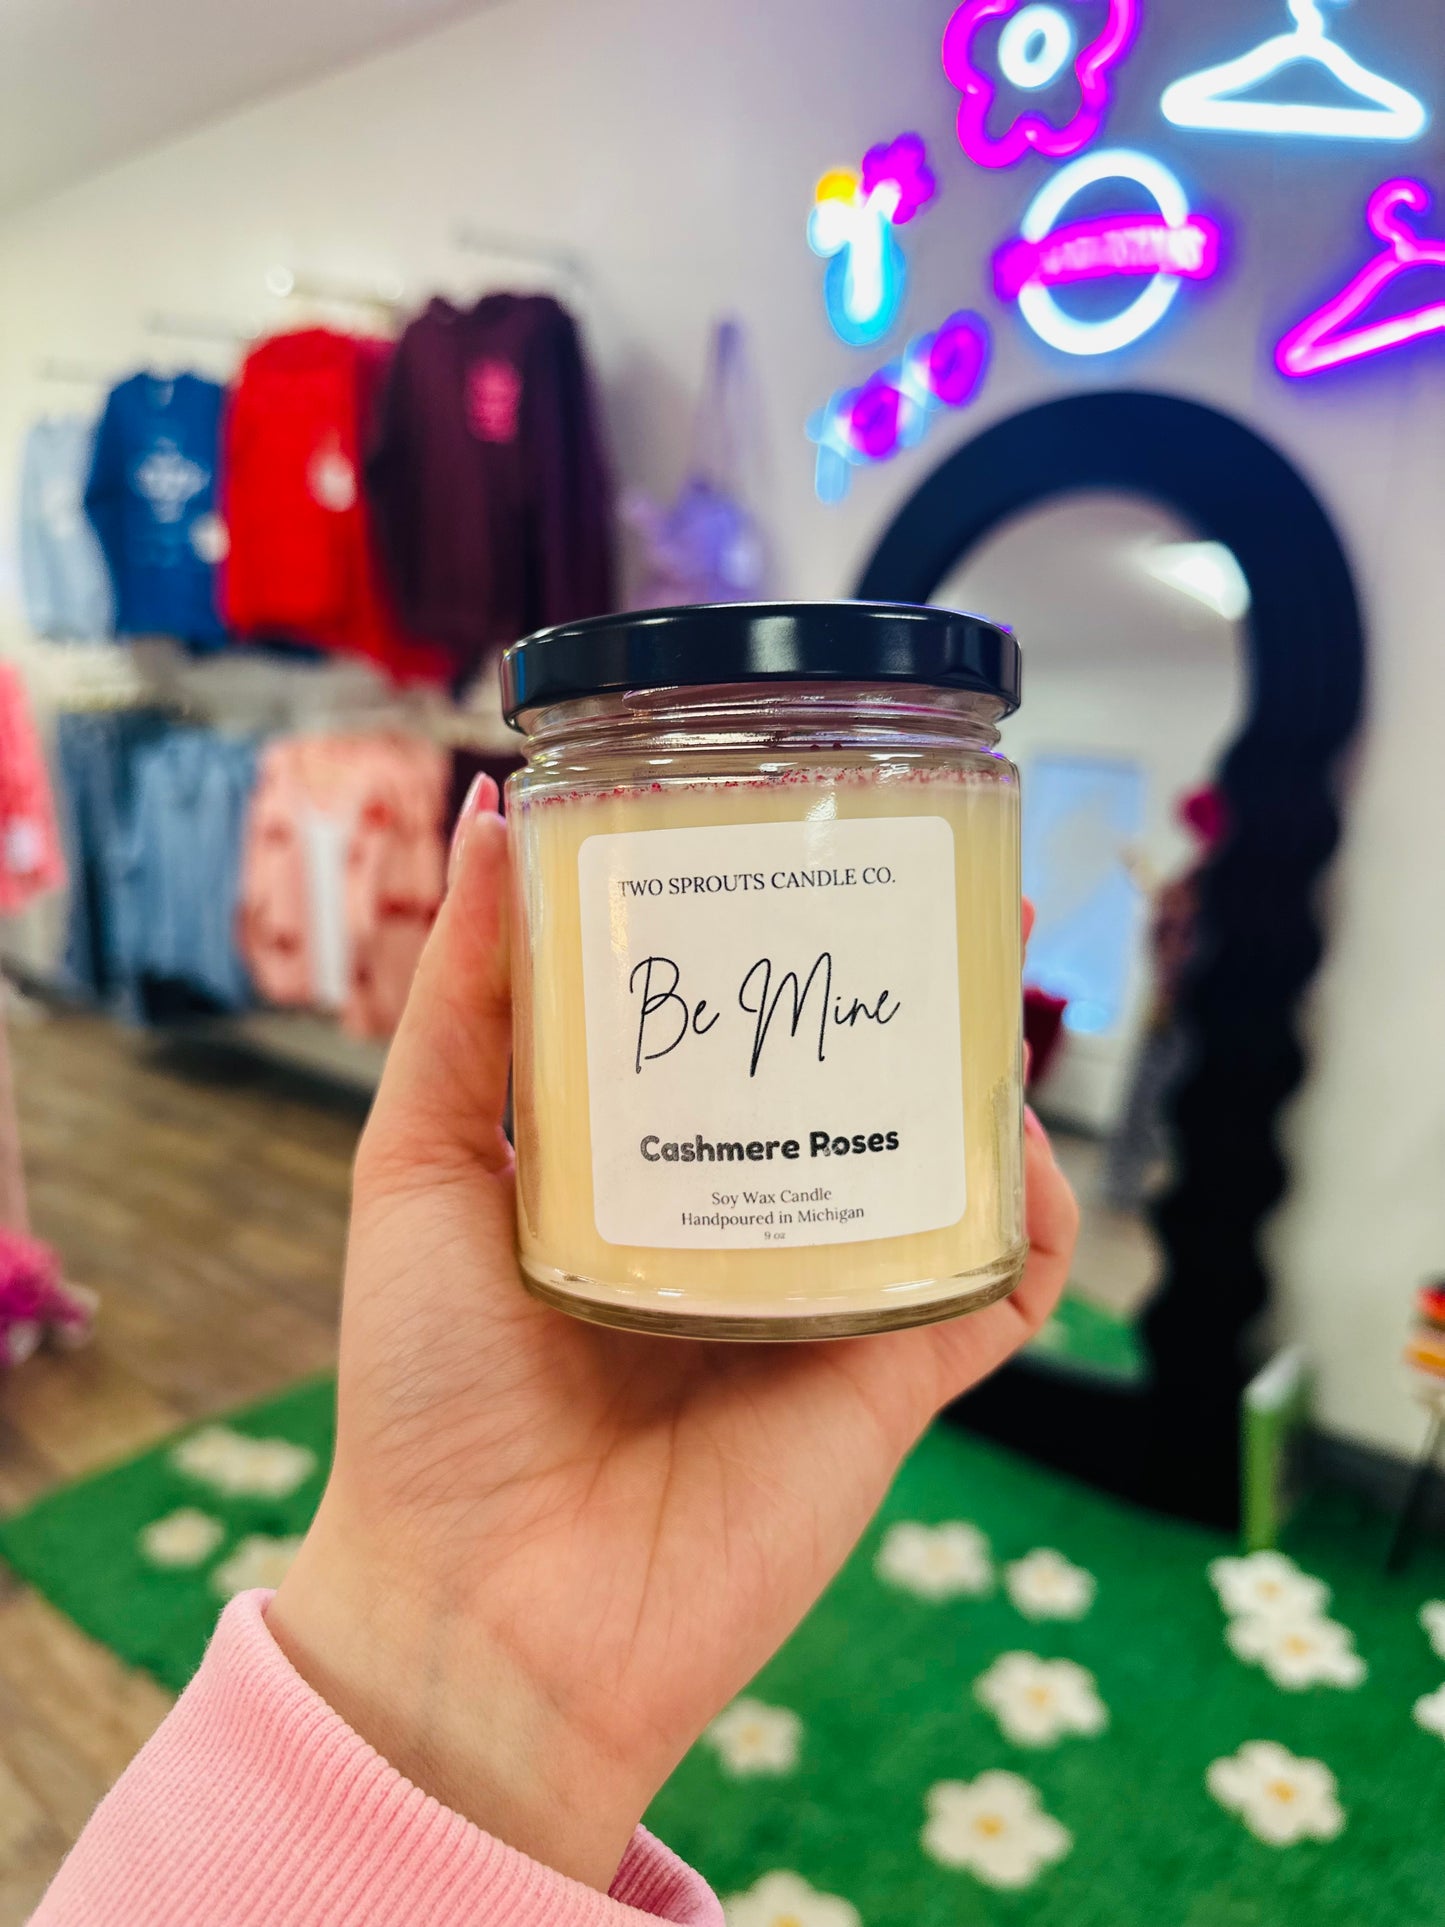 TWO SPROUTS CANDLE CO.
Be Mine
Cashmere Roses
Soy Wax Candle
Handpoured in Michigan
9 oz